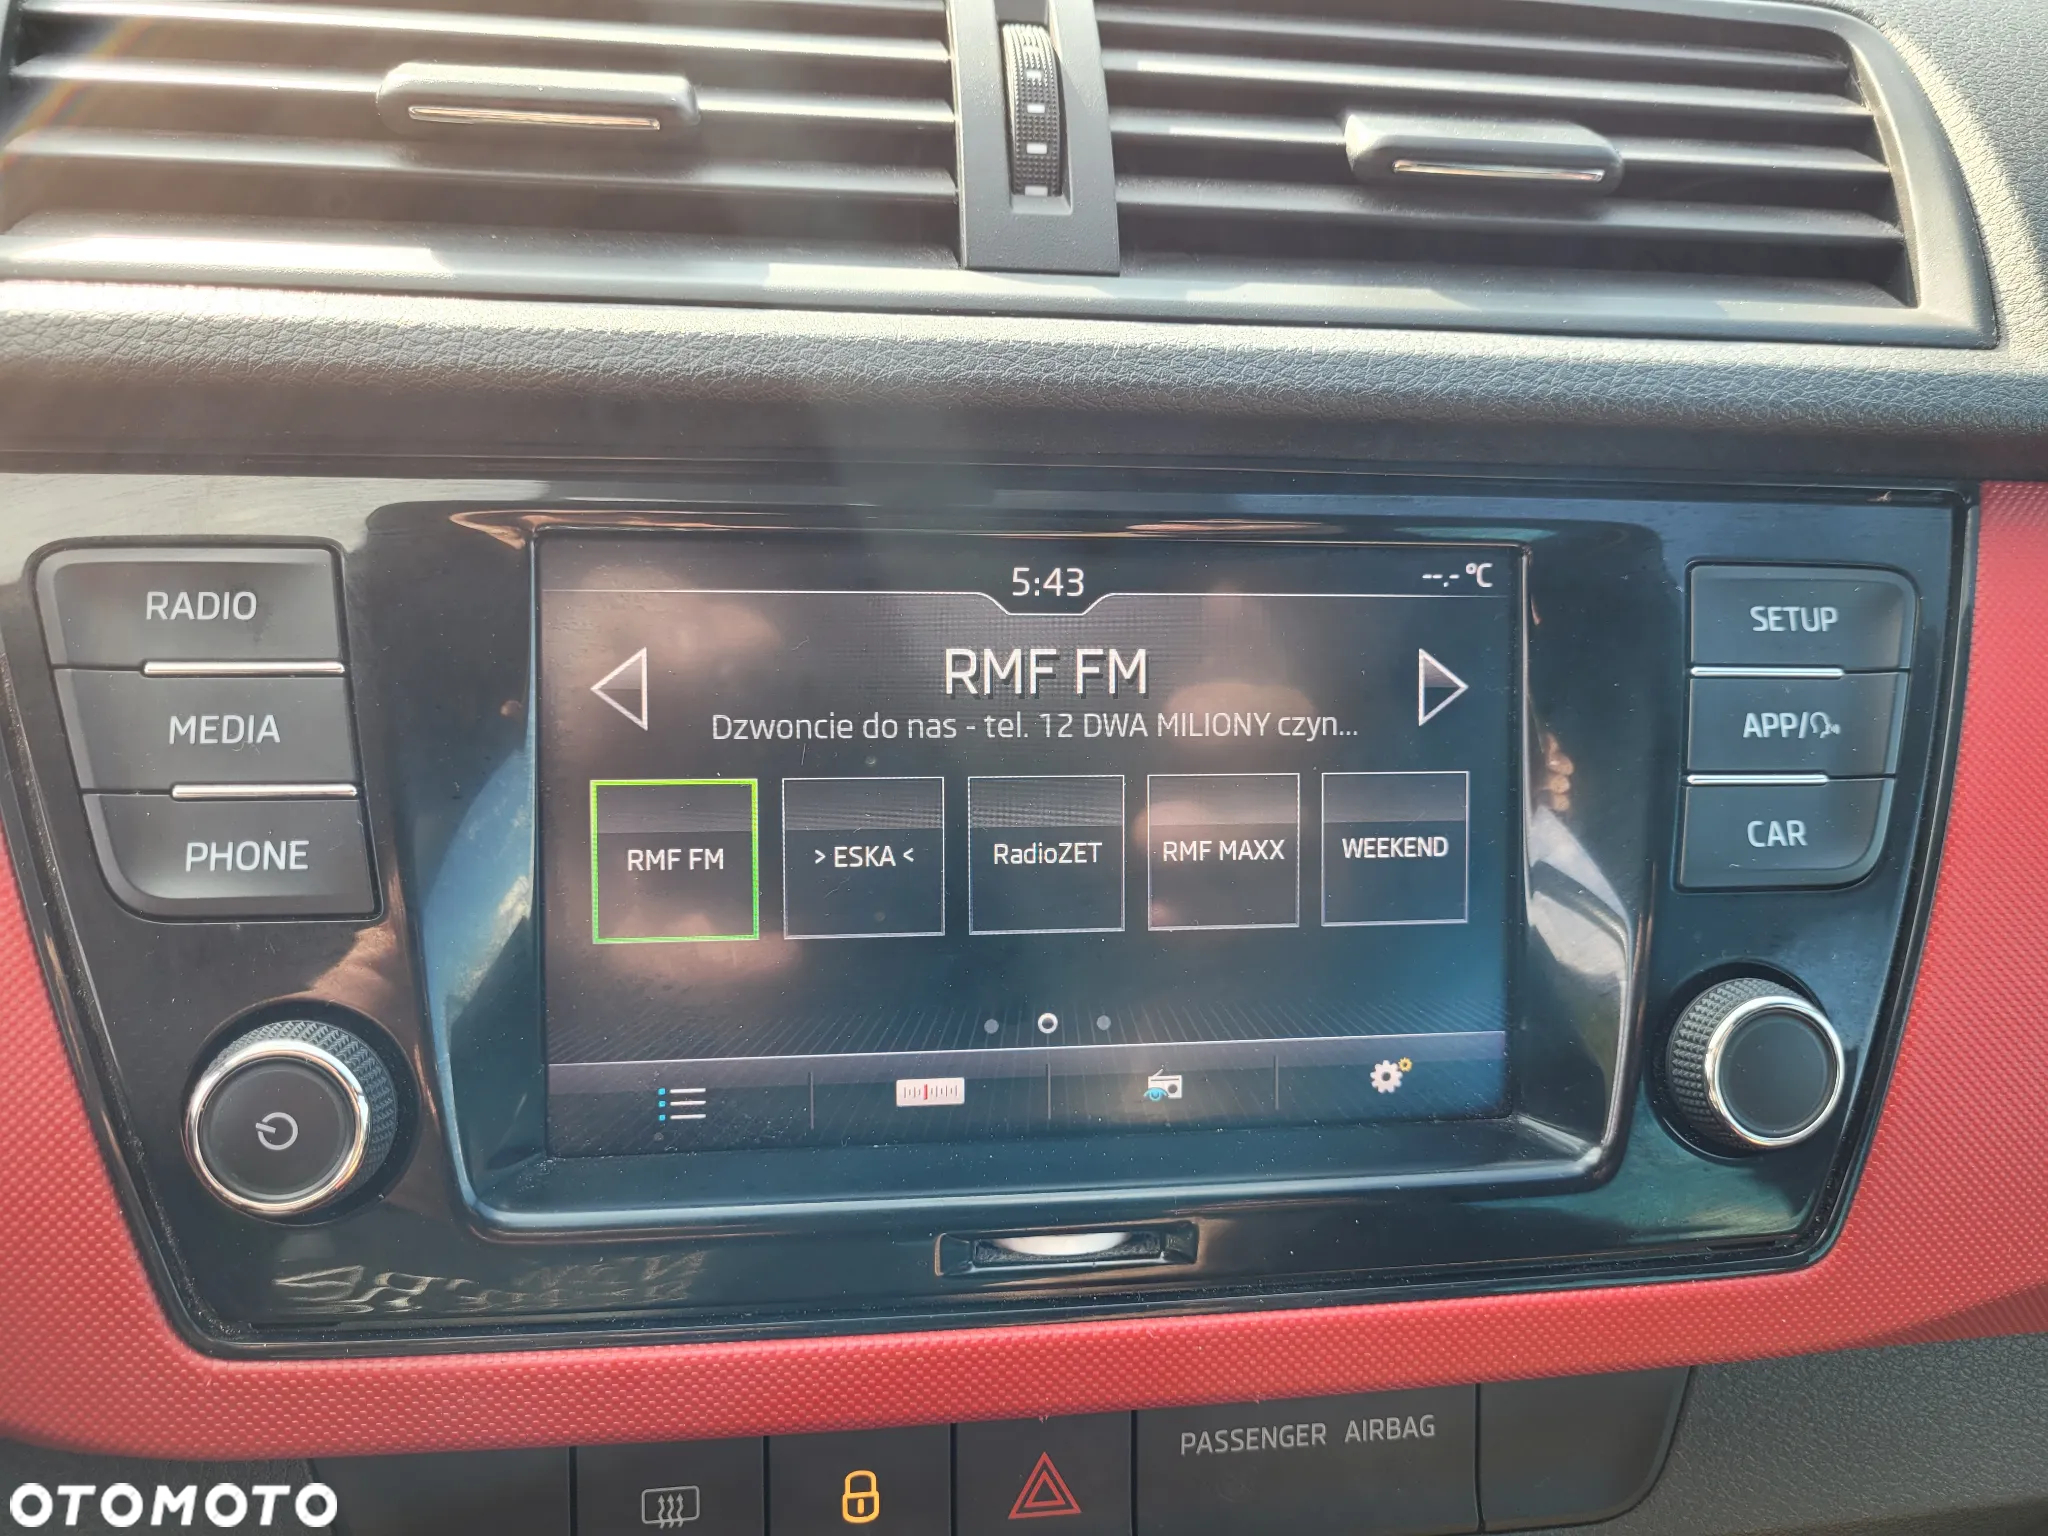 RADIO
MEDIA
PHONE
5:43
--.- °C
RMF FM
Dzwoncie do nas - tel. 12 DWA MILIONY czyn...
RMF FM
> ESKA <
RadioZET
RMF MAXX
WEEKEND
SETUP
APP/
CAR
PASSENGER AIRBAG
OTOMOTO